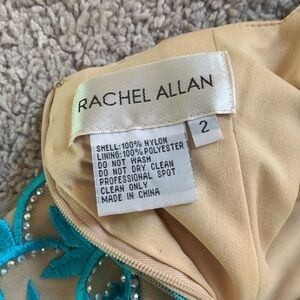 RACHEL ALLAN
2
SHELL:100% NYLON
LINING:100% POLYESTER
DO NOT WASH
DO NOT DRY CLEAN
PROFESSIONAL SPOT
CLEAN ONLY
MADE IN CHINA